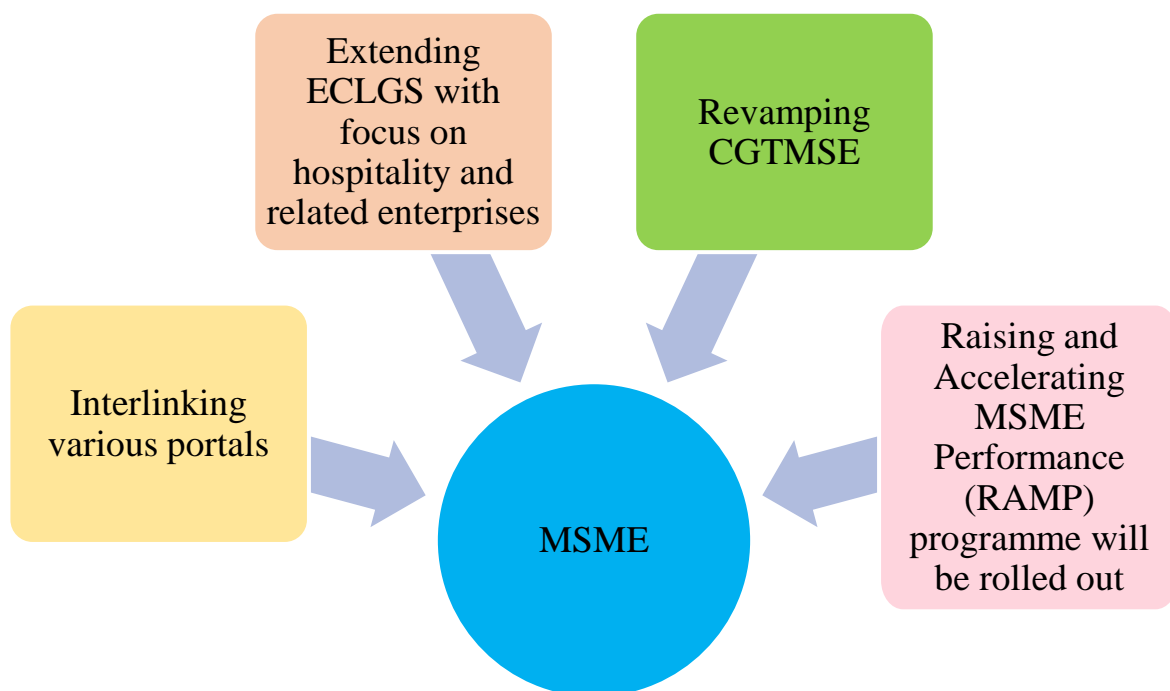 Extending
ECLGS with
focus on
hospitality and
related enterprises
Revamping
CGTMSE
Interlinking
various portals
Raising and
Accelerating
MSME
Performance
(RAMP)
programme will
be rolled out
MSME